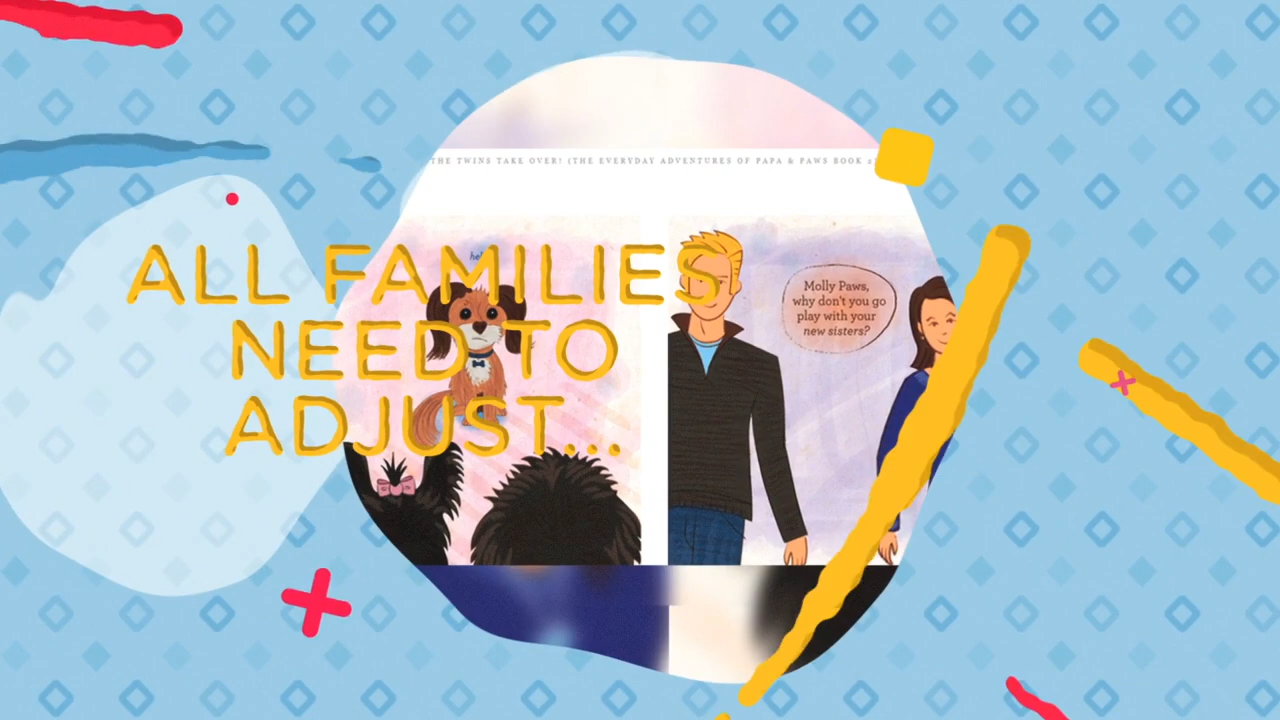 THE TWINS TAKE OVER! (THE EVERYDAY ADVENTURES OF PAPA & PAWS BOOK 2
ALL FAMILIES
NEED TO
ADJUST...
Molly Paws,
why don't you go
play with your
new sisters?